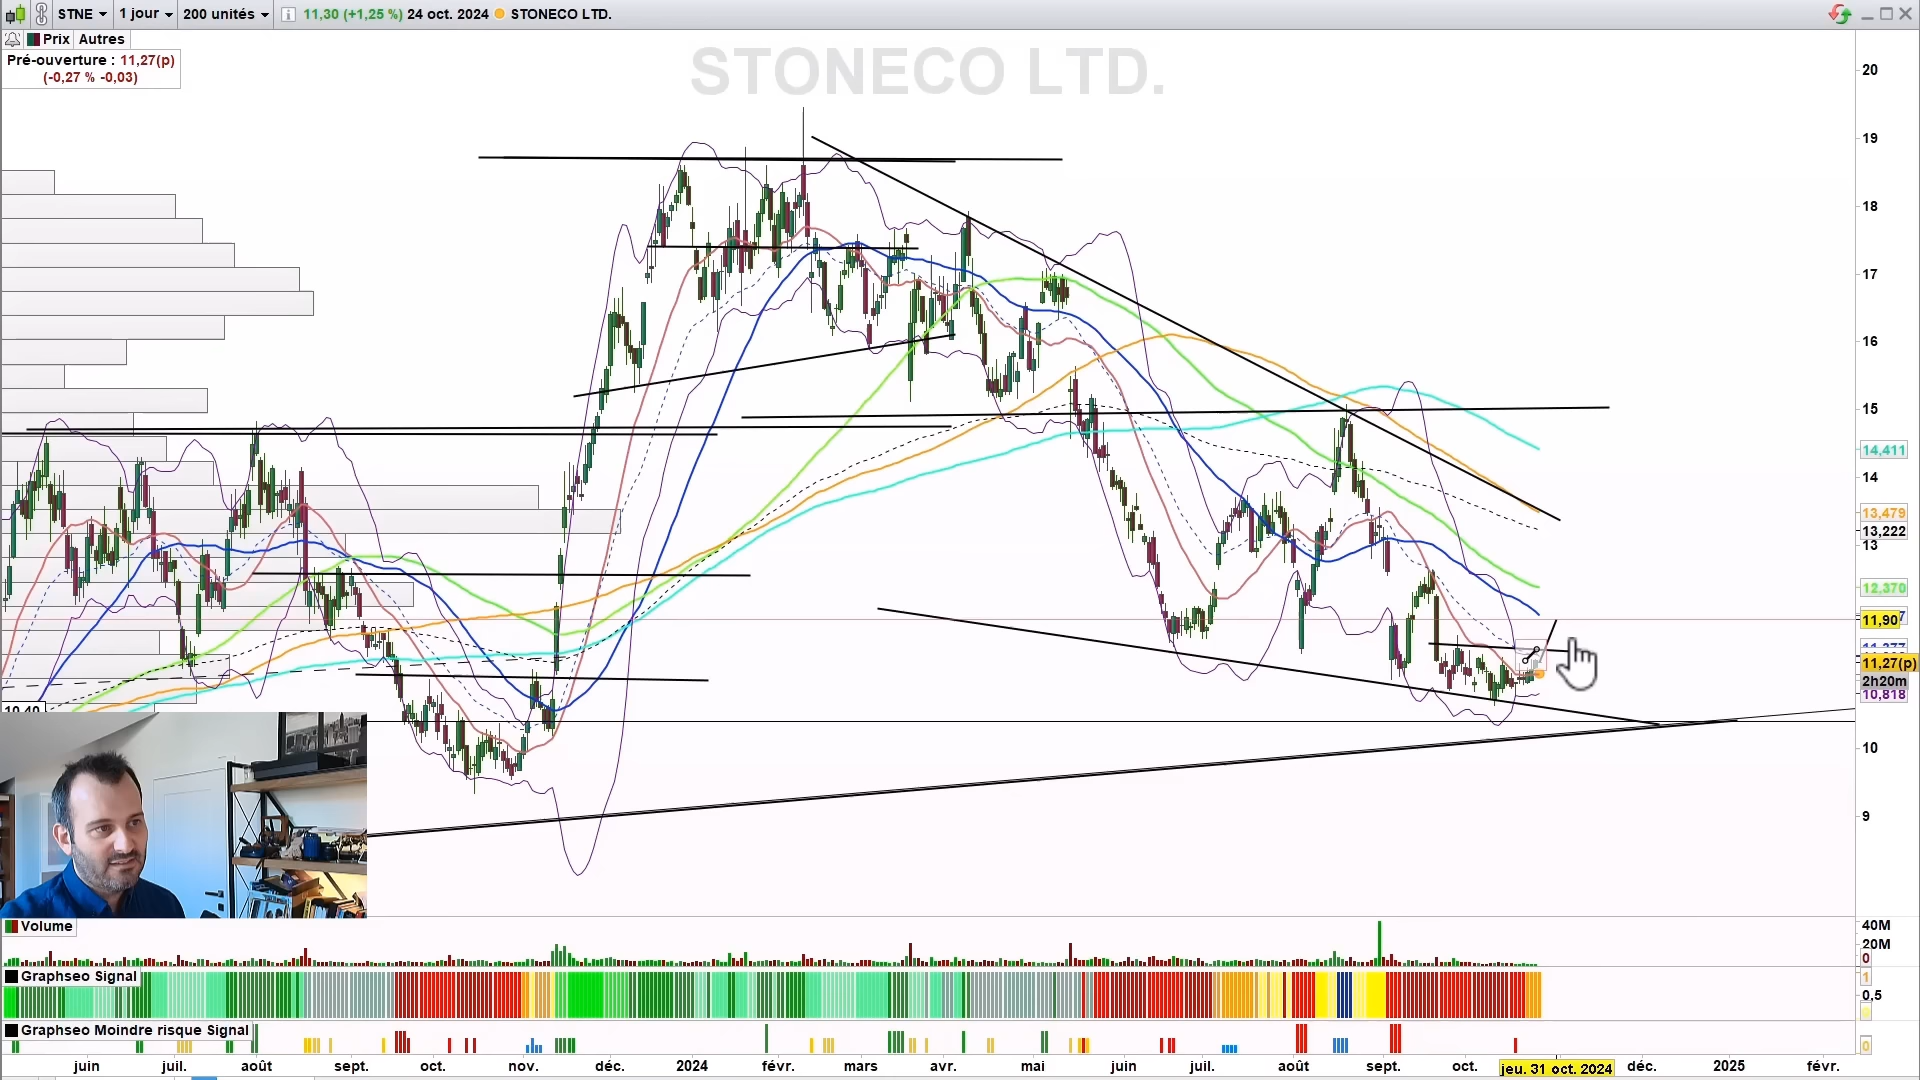 STNE 1 jour 200 unités 11,30 (+1,25 %) 24 oct. 2024 STONECO LTD.
Prix Autres
Pré-ouverture : 11,27(p)
(-0,27 % -0,03)
STONECO LTD.
20
19
18
17
16
15
14,411
14
13,479
13,222
13
12,370
11,90
11,27(p)
2h20m
10,818
10,40
10
9
Volume
40M
20M
0
Graphseo Signal
1
0,5
Graphseo Moindre risque Signal
0
juin juil. août sept. oct. nov. déc. 2024 févr. mars avr. mai juin juil. août sept. oct. jeu. 31 oct. 2024 déc. 2025 févr.